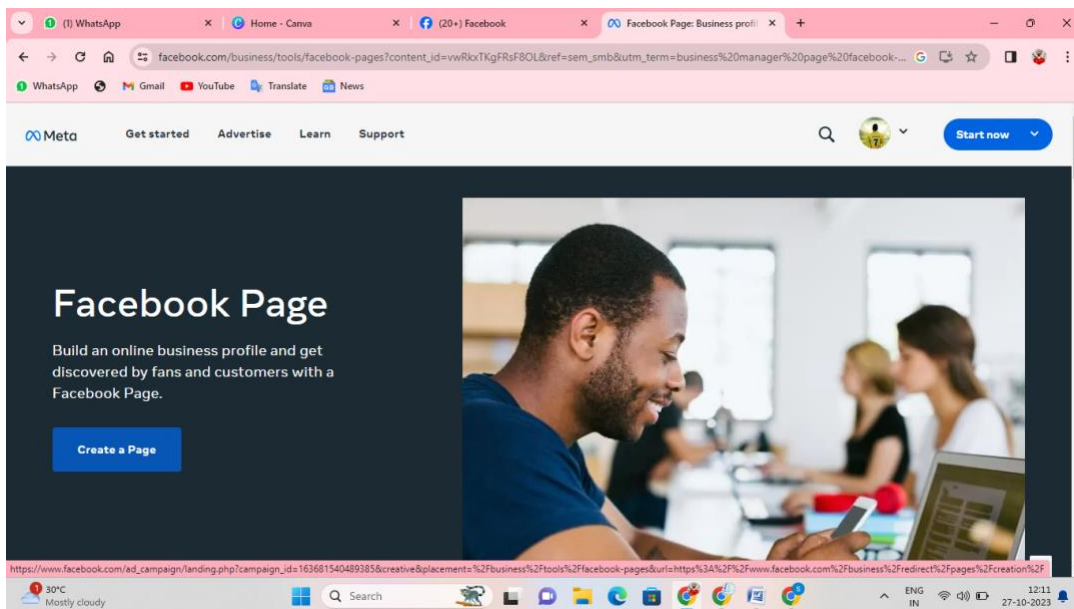 (1) WhatsApp
Home - Canva
(20+) Facebook
Facebook Page: Business profil
facebook.com/business/tools/facebook-pages?content_id=vwRkxTKgFRsF8OL&ref=sem_smb&utm_term=business%20manager%20page%20facebook-...
WhatsApp
Gmail
YouTube
Translate
News
Meta
Get started
Advertise
Learn
Support
Start now
Facebook Page
Build an online business profile and get
discovered by fans and customers with a
Facebook Page.
Create a Page
https://www.facebook.com/ad_campaign/landing.php?campaign_id=163681540489385&creative&placement=%2Fbusiness%2Ftools%2Ffacebook-pages&url=https%3A%2F%2Fwww.facebook.com%2Fbusiness%2Fredirect%2Fpages%2Fcreation%2F
1
30°C
Mostly cloudy
Search
ENG
IN
12:11
27-10-2023